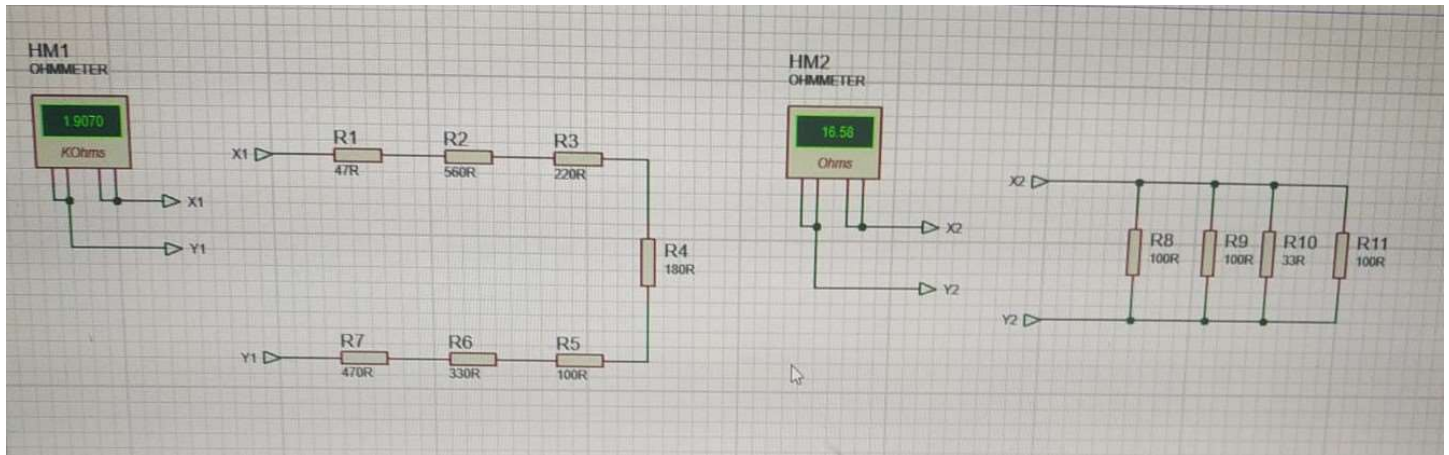 HM1
OHMMETER
1.9070
KOhms
X1
Y1
X1
R1
47R
R2
560R
R3
220R
R4
180R
Y1
R7
470R
R6
330R
R5
100R
HM2
OHMMETER
16.58
Ohms
X2
Y2
X2
R8
100R
R9
100R
R10
33R
R11
100R
Y2